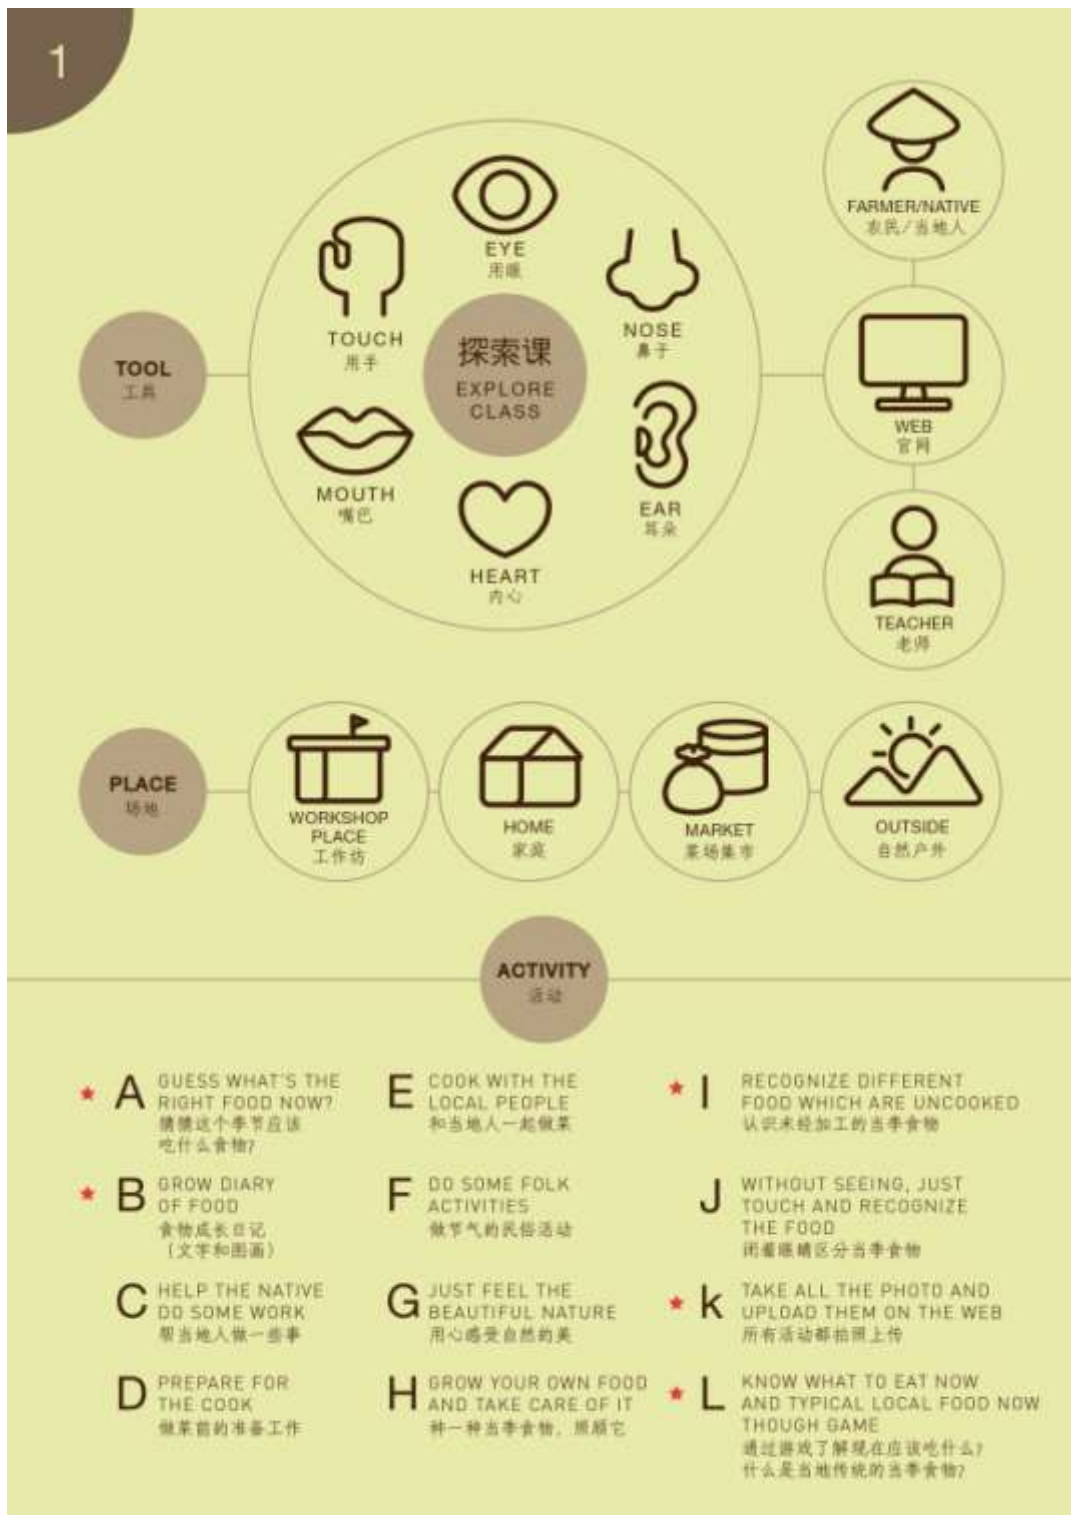 1
FARMER/NATIVE
农民/当地人
EYE
用眼
TOUCH
用手
NOSE
鼻子
TOOL
工具
探索课
EXPLORE
CLASS
WEB
官网
MOUTH
嘴巴
EAR
耳朵
HEART
内心
TEACHER
老师
PLACE
场地
WORKSHOP
PLACE
工作坊
HOME
家庭
MARKET
菜场集市
OUTSIDE
自然户外
ACTIVITY
活动
A
GUESS WHAT'S THE
RIGHT FOOD NOW?
猜猜这个季节应该
吃什么食物?
B
GROW DIARY
OF FOOD
食物成长日记
(文字和图画)
C
HELP THE NATIVE
DO SOME WORK
帮当地人做一些事
D
PREPARE FOR
THE COOK
做菜前的准备工作
E
COOK WITH THE
LOCAL PEOPLE
和当地人一起做菜
F
DO SOME FOLK
ACTIVITIES
做节气的民俗活动
G
JUST FEEL THE
BEAUTIFUL NATURE
用心感受自然的美
H
GROW YOUR OWN FOOD
AND TAKE CARE OF IT
种一种当季食物，照顾它
I
RECOGNIZE DIFFERENT
FOOD WHICH ARE UNCOOKED
认识未经加工的当季食物
J
WITHOUT SEEING, JUST
TOUCH AND RECOGNIZE
THE FOOD
闭着眼睛区分当季食物
k
TAKE ALL THE PHOTO AND
UPLOAD THEM ON THE WEB
所有活动都拍照上传
L
KNOW WHAT TO EAT NOW
AND TYPICAL LOCAL FOOD NOW
THOUGH GAME
通过游戏了解现在应该吃什么?
什么是当地传统的当季食物?